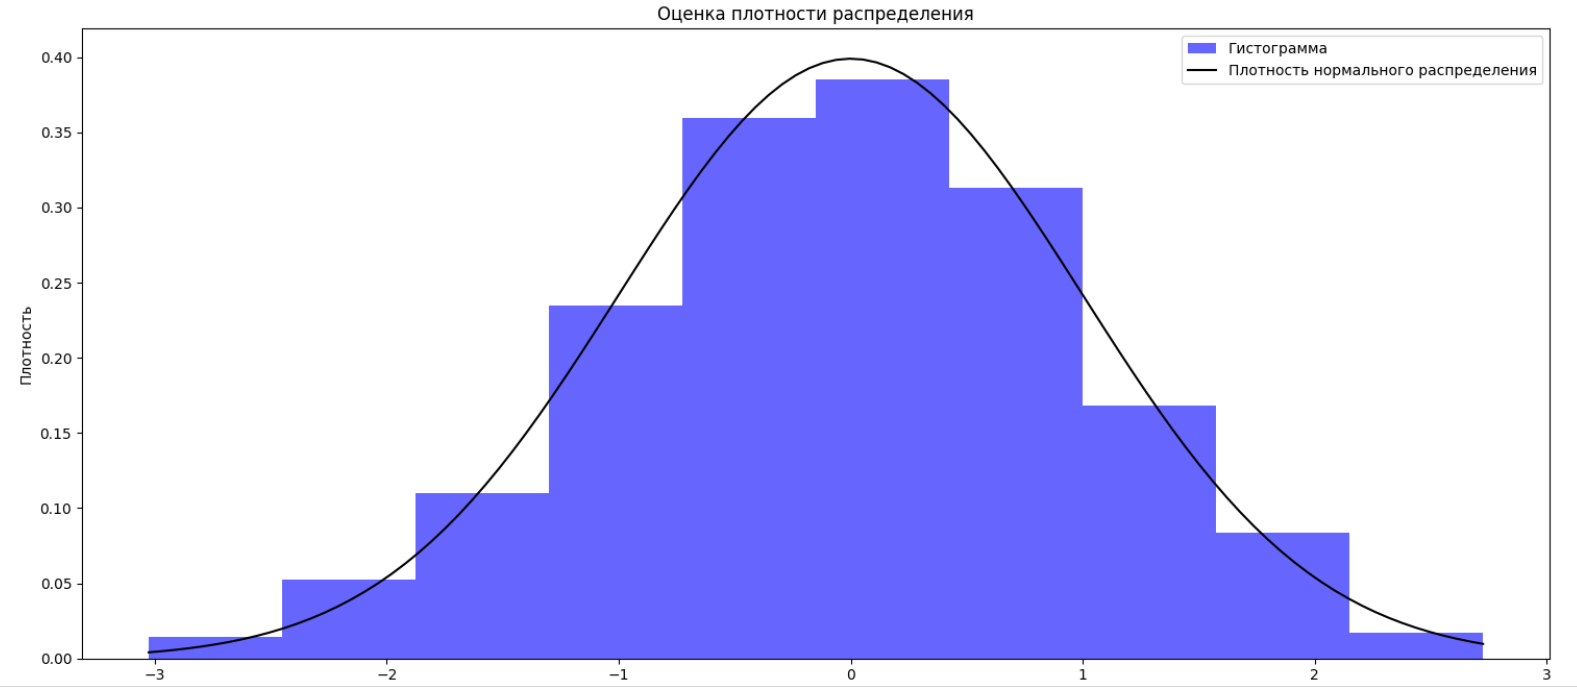 Оценка плотности распределения
Гистограмма
Плотность нормального распределения
Плотность
0.40
0.35
0.30
0.25
0.20
0.15
0.10
0.05
0.00
−3 −2 −1 0 1 2 3